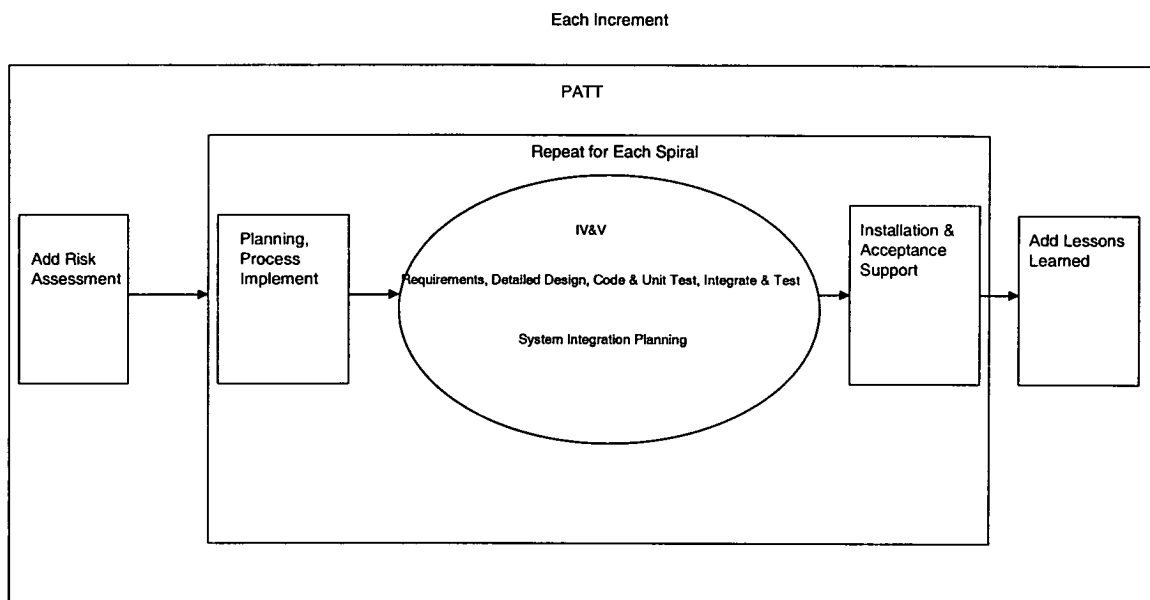 Each Increment
PATT
Repeat for Each Spiral
Add Risk
Assessment
Planning,
Process
Implement
IV&V
Requirements, Detailed Design, Code & Unit Test, Integrate & Test
System Integration Planning
Installation &
Acceptance
Support
Add Lessons
Learned